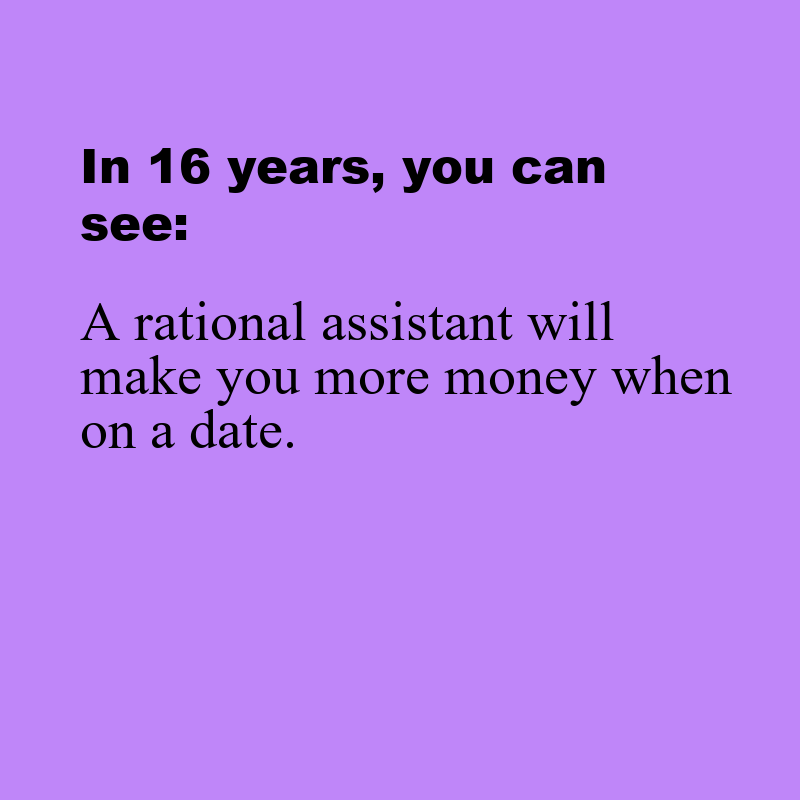 In 16 years, you can
see:
A rational assistant will
make you more money when
on a date.